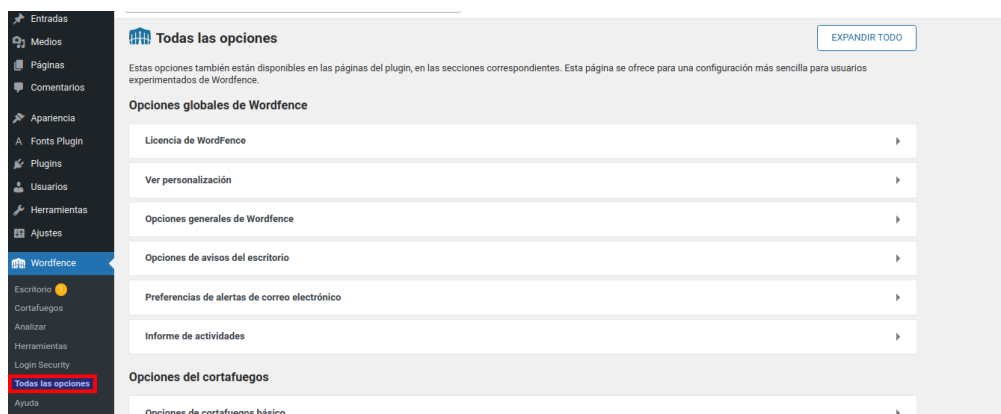 Entradas
Medios
Páginas
Comentarios
Apariencia
Fonts Plugin
Plugins
Usuarios
Herramientas
Ajustes
Wordfence
Escritorio 1
Cortafuegos
Analizar
Herramientas
Login Security
Todas las opciones
Ayuda
Todas las opciones
EXPANDIR TODO
Estas opciones también están disponibles en las páginas del plugin, en las secciones correspondientes. Esta página se ofrece para una configuración más sencilla para usuarios
experimentados de Wordfence.
Opciones globales de Wordfence
Licencia de WordFence
Ver personalización
Opciones generales de Wordfence
Opciones de avisos del escritorio
Preferencias de alertas de correo electrónico
Informe de actividades
Opciones del cortafuegos
Opciones de cortafuegos básico